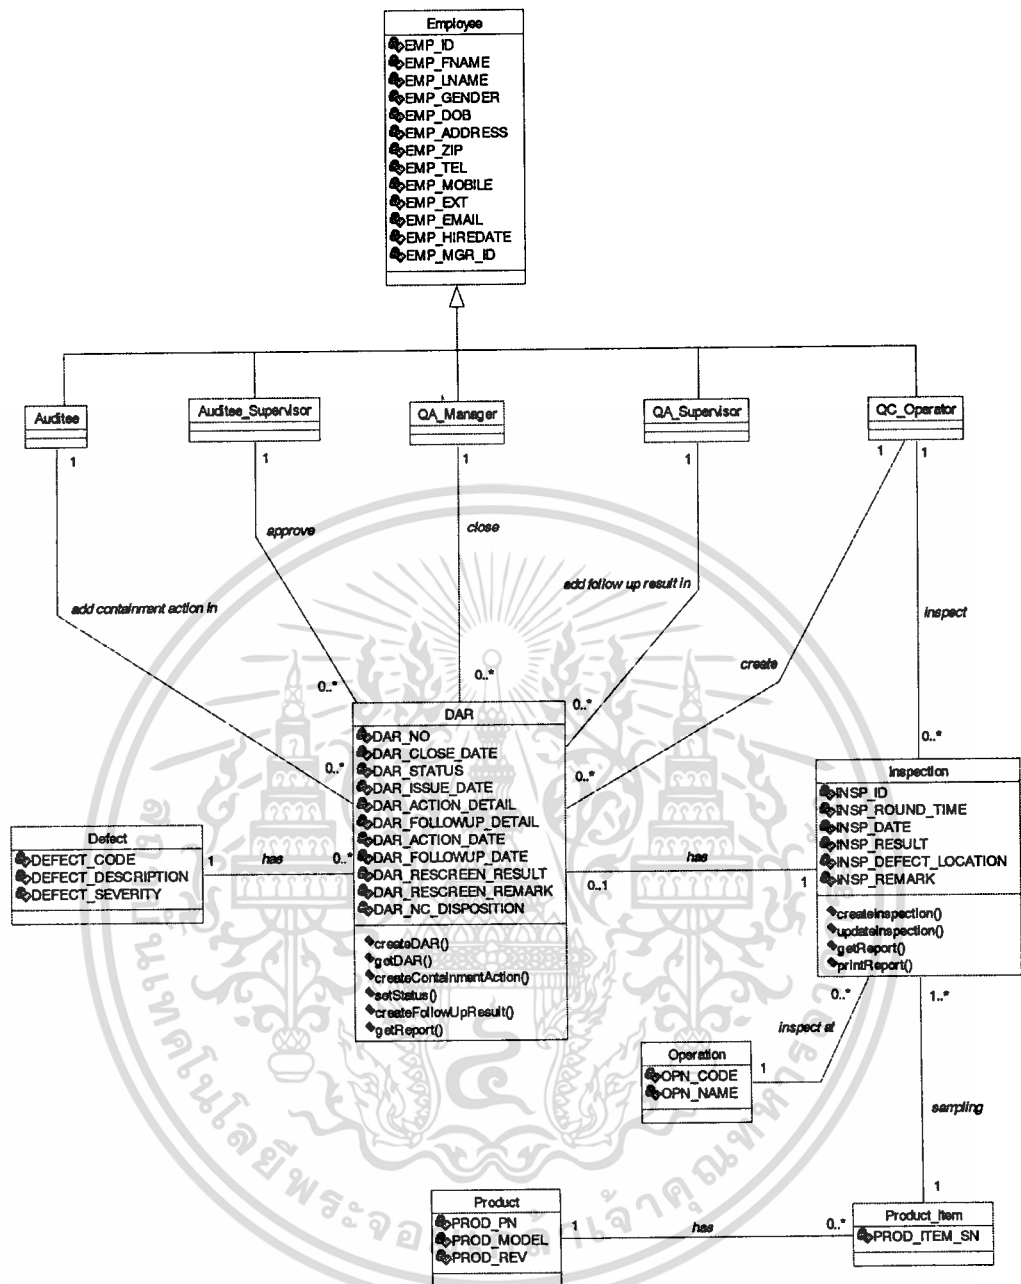 Employee
EMP_ID
EMP_FNAME
EMP_LNAME
EMP_GENDER
EMP_DOB
EMP_ADDRESS
EMP_ZIP
EMP_TEL
EMP_MOBILE
EMP_EXT
EMP_EMAIL
EMP_HIREDATE
EMP_MGR_ID
Auditee
Auditee_Supervisor
QA_Manager
QA_Supervisor
QC_Operator
1
1
1
1
1
1
approve
close
add follow up result in
add containment action in
inspect
create
0..*
0..*
0..*
0..*
0..*
0..*
DAR
DAR_NO
DAR_CLOSE_DATE
DAR_STATUS
DAR_ISSUE_DATE
DAR_ACTION_DETAIL
DAR_FOLLOWUP_DETAIL
DAR_ACTION_DATE
DAR_FOLLOWUP_DATE
DAR_RESCREEN_RESULT
DAR_RESCREEN_REMARK
DAR_NC_DISPOSITION
createDAR()
getDAR()
createContainmentAction()
setStatus()
createFollowUpResult()
getReport()
Inspection
INSP_ID
INSP_ROUND_TIME
INSP_DATE
INSP_RESULT
INSP_DEFECT_LOCATION
INSP_REMARK
createInspection()
updateInspection()
getReport()
printReport()
Defect
DEFECT_CODE
DEFECT_DESCRIPTION
DEFECT_SEVERITY
1
has
0..*
has
0..1
1
0..*
1..*
inspect at
Operation
OPN_CODE
OPN_NAME
1
sampling
1
Product
PROD_PN
PROD_MODEL
PROD_REV
1
has
0..*
Product_Item
PROD_ITEM_SN